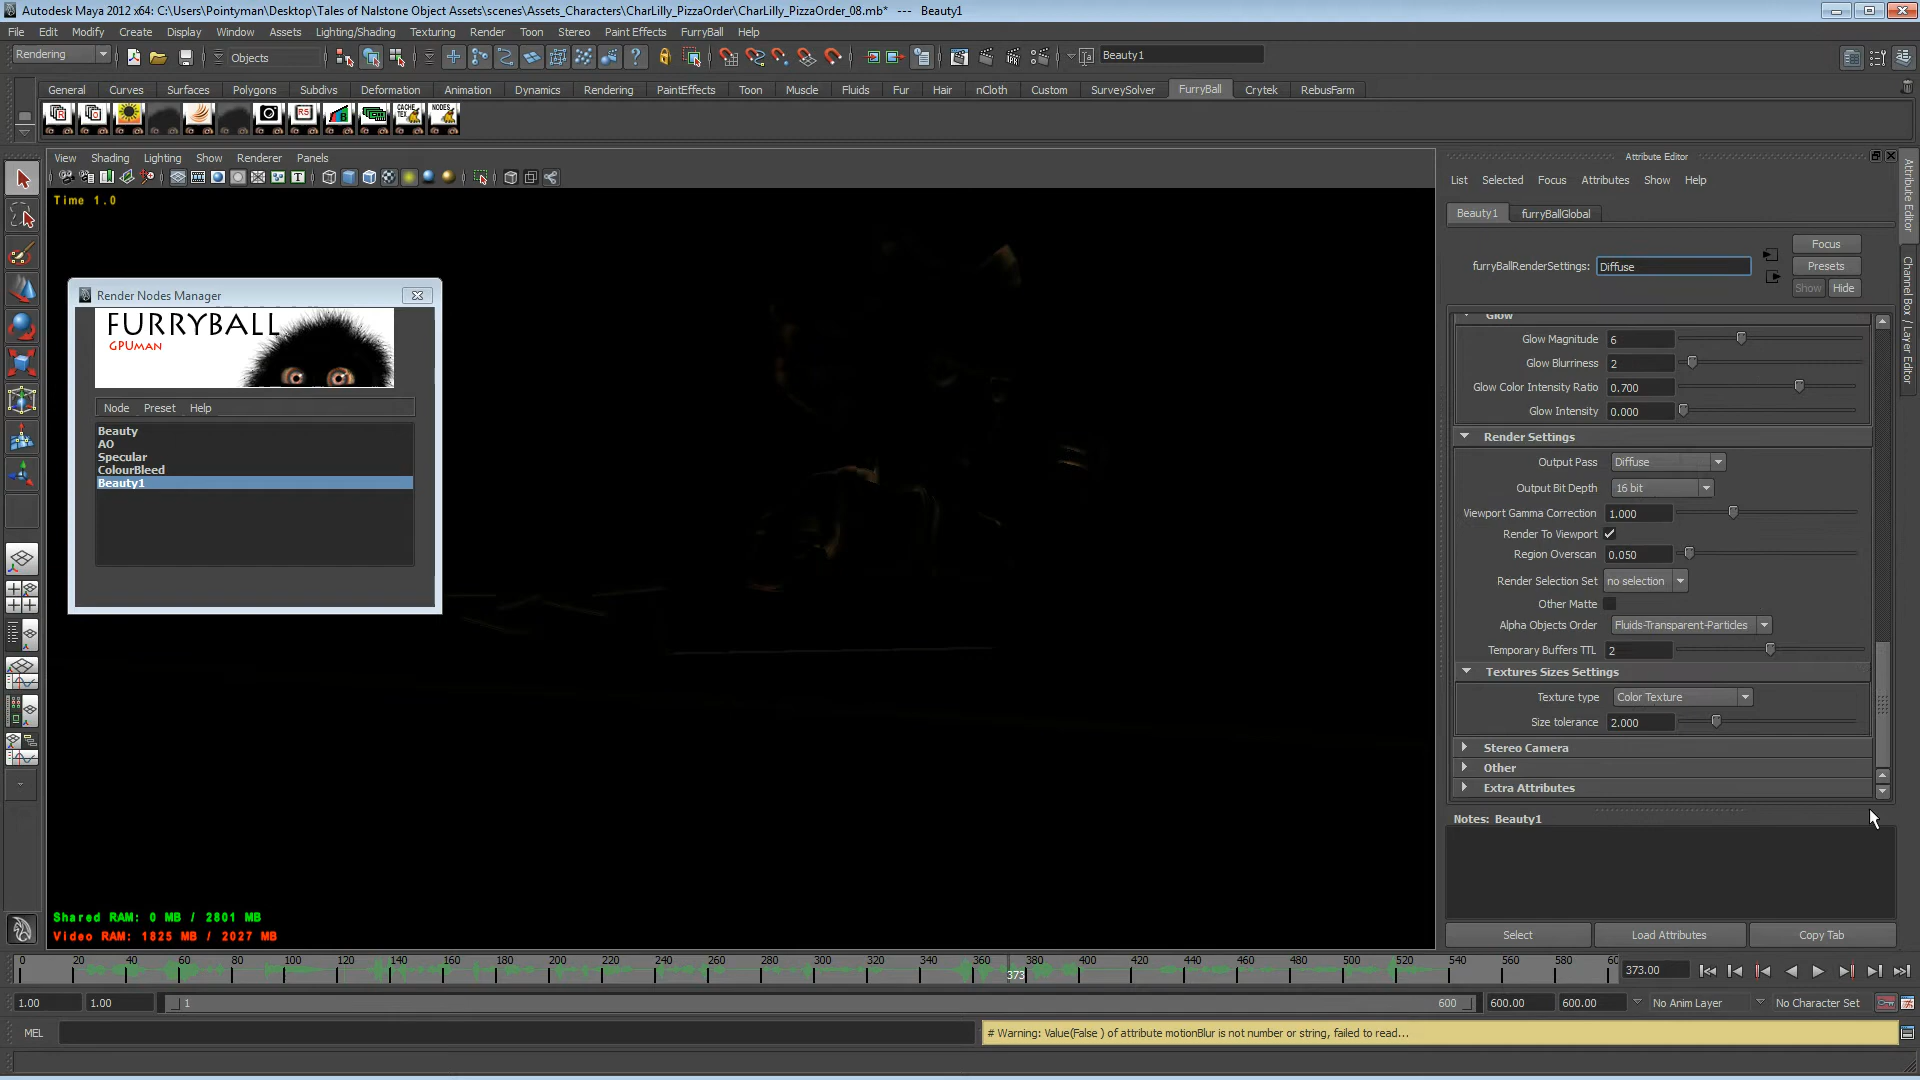 Autodesk Maya 2012 x64: C:\Users\Pointyman\Desktop\Tales of Nalstone Object Assets\scenes\Assets_Characters\CharLilly_PizzaOrder\CharLilly_PizzaOrder_08.mb* --- Beauty1
File Edit Modify Create Display Window Assets Lighting/Shading Texturing Render Toon Stereo Paint Effects FurryBall Help
Rendering Objects Beauty1
General Curves Surfaces Polygons Subdivs Deformation Animation Dynamics Rendering PaintEffects Toon Muscle Fluids Fur Hair nCloth Custom SurveySolver FurryBall Crytek RebusFarm
CACHE TEX NODES
View Shading Lighting Show Renderer Panels
Time 1.0
Render Nodes Manager
FURRYBALL
GPUman
Node Preset Help
Beauty
AO
Specular
ColourBleed
Beauty1
Shared RAM: 0 MB / 2801 MB
Video RAM: 1825 MB / 2027 MB
Attribute Editor
List Selected Focus Attributes Show Help
Beauty1 furryBallGlobal
furryBallRenderSettings: Diffuse
Focus
Presets
Show Hide
Glow
Glow Magnitude 6
Glow Blurriness 2
Glow Color Intensity Ratio 0.700
Glow Intensity 0.000
Render Settings
Output Pass Diffuse
Output Bit Depth 16 bit
Viewport Gamma Correction 1.000
Render To Viewport
Region Overscan 0.050
Render Selection Set no selection
Other Matte
Alpha Objects Order Fluids-Transparent-Particles
Temporary Buffers TTL 2
Textures Sizes Settings
Texture type Color Texture
Size tolerance 2.000
Stereo Camera
Other
Extra Attributes
Notes: Beauty1
Select Load Attributes Copy Tab
Attribute Editor
Channel Box / Layer Editor
0 20 40 60 80 100 120 140 160 180 200 220 240 260 280 300 320 340 360 380 400 420 440 460 480 500 520 540 560 580 60
373
373.00
1.00 1.00 1 600 600.00 600.00 No Anim Layer No Character Set
MEL # Warning: Value(False ) of attribute motionBlur is not number or string, failed to read...